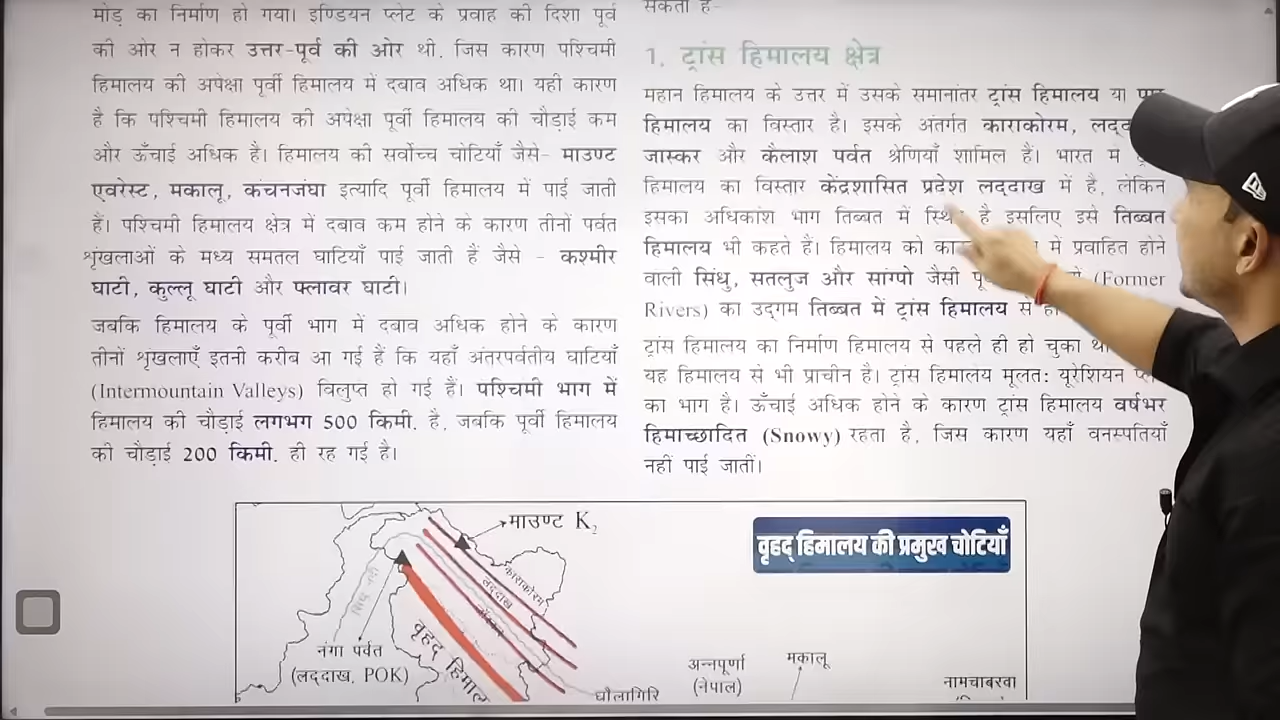 मोड़ का निर्माण हो गया। इण्डियन प्लेट के प्रवाह की दिशा पूर्व
की ओर न होकर उत्तर-पूर्व की ओर थी, जिस कारण पश्चिमी
हिमालय की अपेक्षा पूर्वी हिमालय में दबाव अधिक था। यही कारण
है कि पश्चिमी हिमालय की अपेक्षा पूर्वी हिमालय की चौड़ाई कम
और ऊँचाई अधिक है। हिमालय की सर्वोच्च चोटियाँ जैसे- माउण्ट
एवरेस्ट, मकालू, कंचनजंघा इत्यादि पूर्वी हिमालय में पाई जाती
हैं। पश्चिमी हिमालय क्षेत्र में दबाव कम होने के कारण तीनों पर्वत
शृंखलाओं के मध्य समतल घाटियाँ पाई जाती हैं जैसे - कश्मीर
घाटी, कुल्लू घाटी और फ्लावर घाटी।
जबकि हिमालय के पूर्वी भाग में दबाव अधिक होने के कारण
तीनों शृंखलाएँ इतनी करीब आ गई हैं कि यहाँ अंतरपर्वतीय घाटियाँ
(Intermountain Valleys) विलुप्त हो गई हैं। पश्चिमी भाग में
हिमालय की चौड़ाई लगभग 500 किमी. है, जबकि पूर्वी हिमालय
की चौड़ाई 200 किमी. ही रह गई है।
सकता है-
1. ट्रांस हिमालय क्षेत्र
महान हिमालय के उत्तर में उसके समानांतर ट्रांस हिमालय या
हिमालय का विस्तार है। इसके अंतर्गत काराकोरम,
जास्कर और कैलाश पर्वत श्रेणियाँ शामिल हैं। भारत में
हिमालय का विस्तार केंद्रशासित प्रदेश लद्दाख में है, लेकिन
इसका अधिकांश भाग तिब्बत में है इसलिए इसे तिब्बत
हिमालय भी कहते हैं। हिमालय को में प्रवाहित होने
वाली सिंधु, सतलुज और सांग्पो जैसी (Former
Rivers) का उद्गम तिब्बत में ट्रांस हिमालय से
ट्रांस हिमालय का निर्माण हिमालय से पहले ही हो चुका
यह हिमालय से भी प्राचीन है। ट्रांस हिमालय मूलतः यूरेशियन
का भाग है। ऊँचाई अधिक होने के कारण ट्रांस हिमालय वर्षभर
हिमाच्छादित (Snowy) रहता है, जिस कारण यहाँ वनस्पतियाँ
नहीं पाई जातीं।
माउण्ट K₂
वृहद् हिमालय की प्रमुख चोटियाँ
काराकोरम
लद्दाख
सिंधु नदी
वृहद् हिमाल
नंगा पर्वत
(लद्दाख, POK)
धौलागिरि
अन्नपूर्णा
(नेपाल)
मकालू
नामचाबरवा